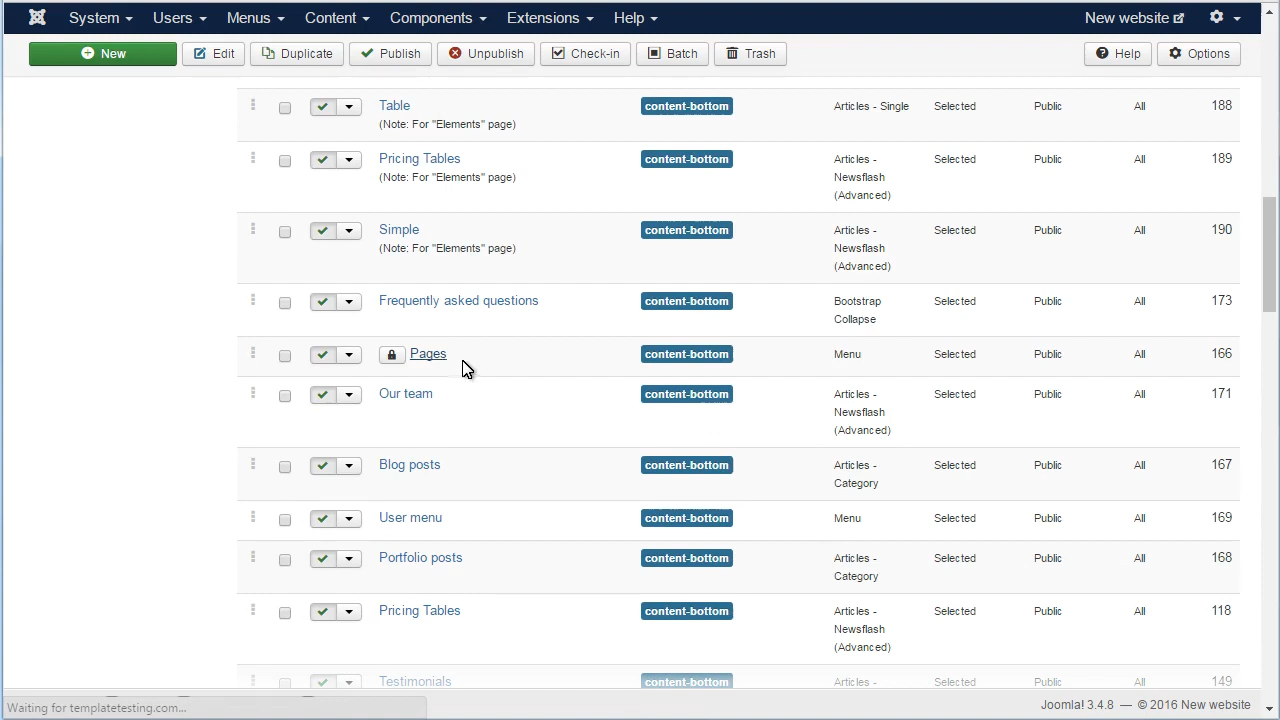 System Users Menus Content Components Extensions Help New website
New Edit Duplicate Publish Unpublish Check-in Batch Trash Help Options
Table content-bottom Articles - Single Selected Public All 188
(Note: For "Elements" page)
Pricing Tables content-bottom Articles - Selected Public All 189
(Note: For "Elements" page) Newsflash
(Advanced)
Simple content-bottom Articles - Selected Public All 190
(Note: For "Elements" page) Newsflash
(Advanced)
Frequently asked questions content-bottom Bootstrap Selected Public All 173
Collapse
Pages content-bottom Menu Selected Public All 166
Our team content-bottom Articles - Selected Public All 171
Newsflash
(Advanced)
Blog posts content-bottom Articles - Selected Public All 167
Category
User menu content-bottom Menu Selected Public All 169
Portfolio posts content-bottom Articles - Selected Public All 168
Category
Pricing Tables content-bottom Articles - Selected Public All 118
Newsflash
(Advanced)
Testimonials content-bottom Articles - Selected Public All 149
Waiting for templatetesting.com... Joomla! 3.4.8 — © 2016 New website